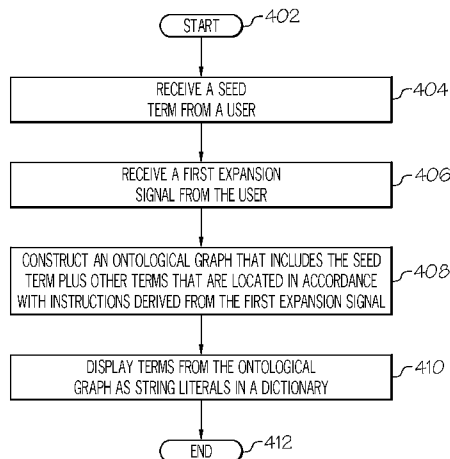 START
402
RECEIVE A SEED
TERM FROM A USER
404
RECEIVE A FIRST EXPANSION
SIGNAL FROM THE USER
406
CONSTRUCT AN ONTOLOGICAL GRAPH THAT INCLUDES THE SEED
TERM PLUS OTHER TERMS THAT ARE LOCATED IN ACCORDANCE
WITH INSTRUCTIONS DERIVED FROM THE FIRST EXPANSION SIGNAL
408
DISPLAY TERMS FROM THE ONTOLOGICAL
GRAPH AS STRING LITERALS IN A DICTIONARY
410
END
412